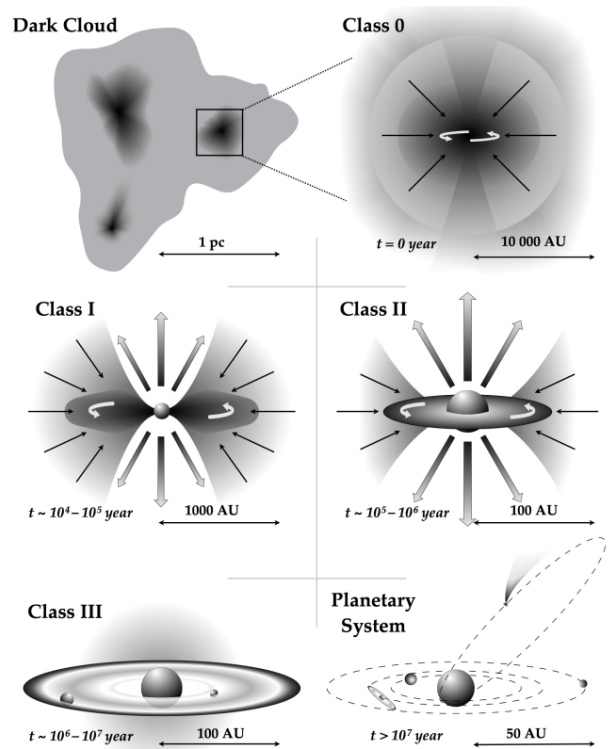 Dark Cloud
1 pc
Class 0
t = 0 year
10 000 AU
Class I
t ~ 10⁴ – 10⁵ year
1000 AU
Class II
t ~ 10⁵ – 10⁶ year
100 AU
Class III
t ~ 10⁶ – 10⁷ year
100 AU
Planetary
System
t > 10⁷ year
50 AU